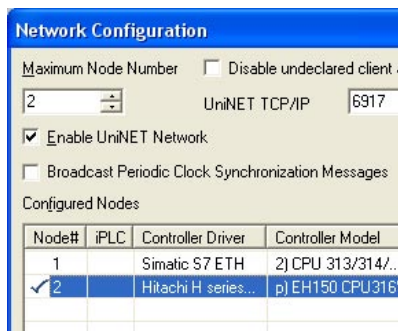 Network Configuration
Maximum Node Number Disable undeclared client
2 UniNET TCP/IP 6917
Enable UniNET Network
Broadcast Periodic Clock Synchronization Messages
Configured Nodes
Node# iPLC Controller Driver Controller Model
1 Simatic S7 ETH 2) CPU 313/314/..
2 Hitachi H series... p) EH150 CPU316